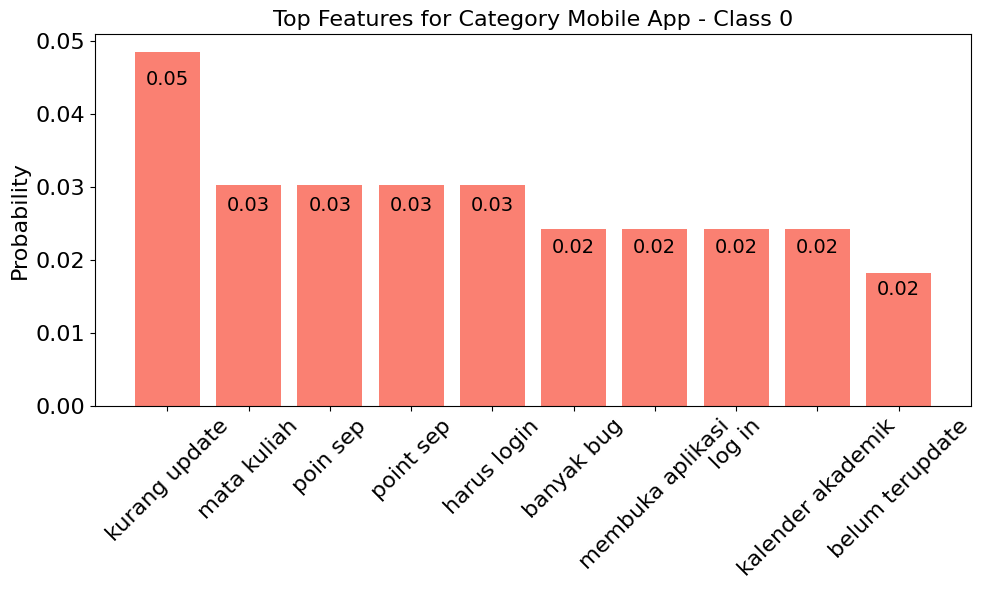 Top Features for Category Mobile App - Class 0
Probability
0.05
0.04
0.03
0.02
0.01
0.00
0.05
0.03
0.03
0.03
0.03
0.02
0.02
0.02
0.02
0.02
kurang update
mata kuliah
poin sep
point sep
harus login
banyak bug
membuka aplikasi
log in
kalender akademik
belum terupdate